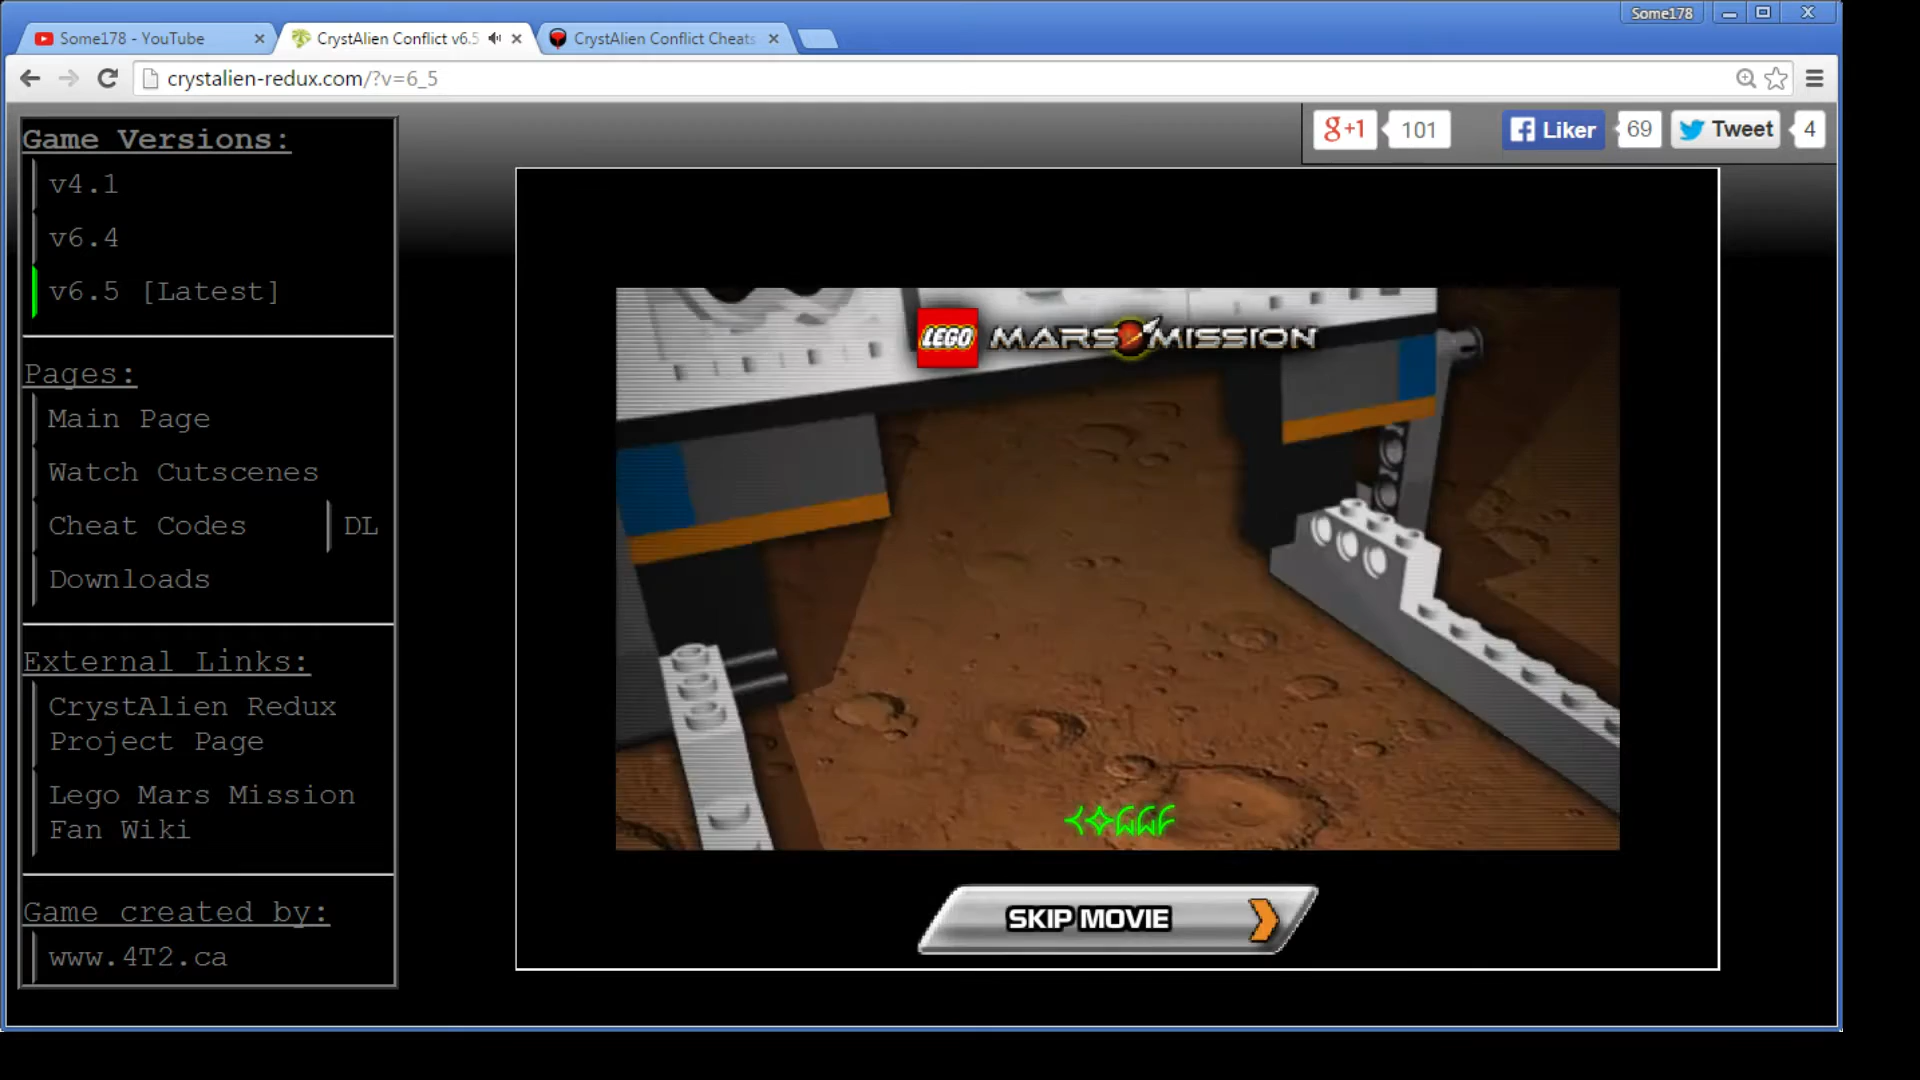 Some178
Some178 - YouTube
CrystAlien Conflict v6.5
CrystAlien Conflict Cheats
crystalien-redux.com/?v=6_5
g+1
101
Liker
69
Tweet
4
Game Versions:
v4.1
v6.4
v6.5 [Latest]
Pages:
Main Page
Watch Cutscenes
Cheat Codes
DL
Downloads
External Links:
CrystAlien Redux
Project Page
Lego Mars Mission
Fan Wiki
Game created by:
www.4T2.ca
LEGO MARS MISSION
SKIP MOVIE